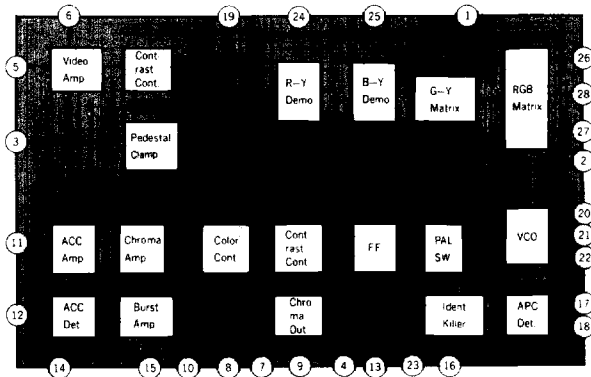 6
19
24
25
1
5
Video
Amp
Cont
rast
Cont.
R-Y
Demo
B-Y
Demo
G-Y
Matrix
RGB
Matrix
26
28
27
2
3
Pedestal
Clamp
11
ACC
Amp
Chroma
Amp
Color
Cont
Cont
rast
Cont
FF
PAL
SW
VCO
20
21
22
12
ACC
Det
Burst
Amp
Chro
ma
Out
Ident
Killer
APC
Det.
17
18
14
15
10
8
7
9
4
13
23
16